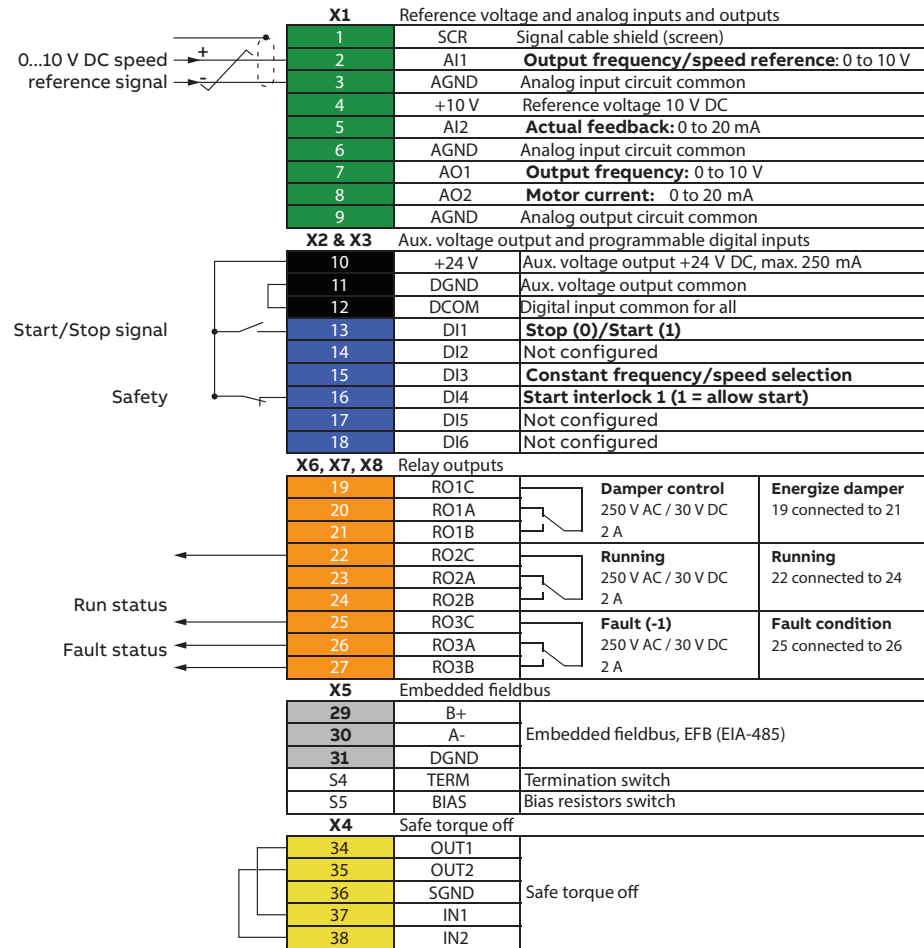 X1 Reference voltage and analog inputs and outputs
1 SCR Signal cable shield (screen)
0...10 V DC speed + 2 AI1 Output frequency/speed reference: 0 to 10 V
reference signal - 3 AGND Analog input circuit common
4 +10 V Reference voltage 10 V DC
5 AI2 Actual feedback: 0 to 20 mA
6 AGND Analog input circuit common
7 AO1 Output frequency: 0 to 10 V
8 AO2 Motor current: 0 to 20 mA
9 AGND Analog output circuit common
X2 & X3 Aux. voltage output and programmable digital inputs
10 +24 V Aux. voltage output +24 V DC, max. 250 mA
11 DGND Aux. voltage output common
12 DCOM Digital input common for all
Start/Stop signal 13 DI1 Stop (0)/Start (1)
14 DI2 Not configured
15 DI3 Constant frequency/speed selection
Safety 16 DI4 Start interlock 1 (1 = allow start)
17 DI5 Not configured
18 DI6 Not configured
X6, X7, X8 Relay outputs
19 RO1C Damper control Energize damper
20 RO1A 250 V AC / 30 V DC 19 connected to 21
21 RO1B 2 A
22 RO2C Running Running
23 RO2A 250 V AC / 30 V DC 22 connected to 24
Run status 24 RO2B 2 A
25 RO3C Fault (-1) Fault condition
Fault status 26 RO3A 250 V AC / 30 V DC 25 connected to 26
27 RO3B 2 A
X5 Embedded fieldbus
29 B+
30 A- Embedded fieldbus, EFB (EIA-485)
31 DGND
S4 TERM Termination switch
S5 BIAS Bias resistors switch
X4 Safe torque off
34 OUT1
35 OUT2
36 SGND Safe torque off
37 IN1
38 IN2